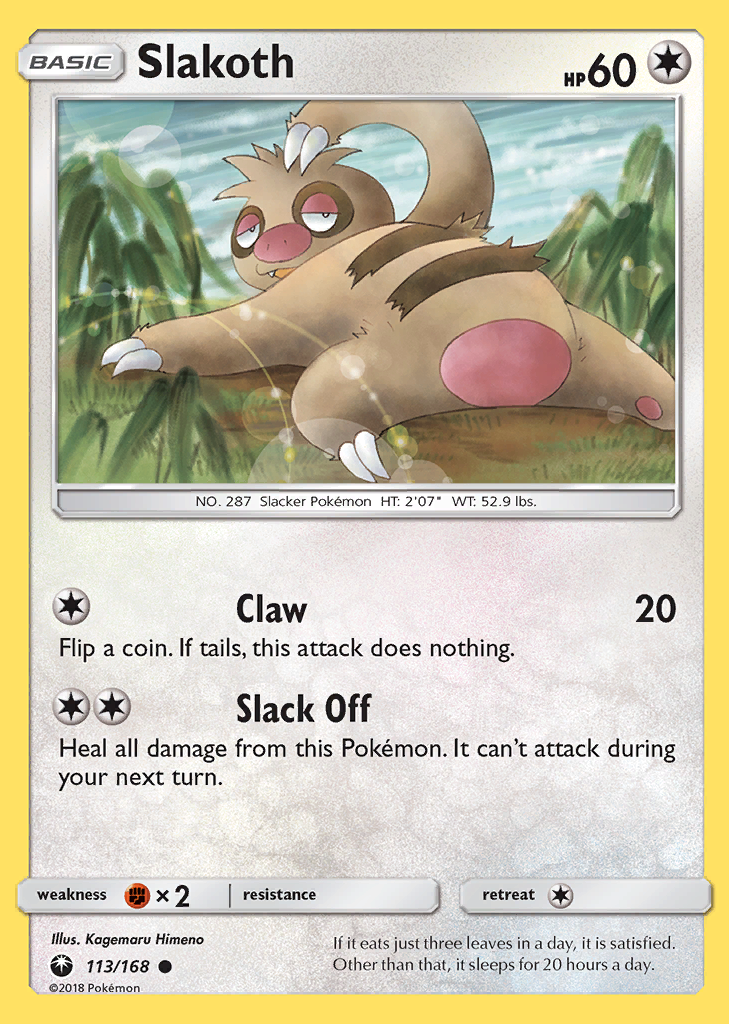 BASIC Slakoth HP60
NO. 287 Slacker Pokémon HT: 2'07" WT: 52.9 lbs.
Claw 20
Flip a coin. If tails, this attack does nothing.
Slack Off
Heal all damage from this Pokémon. It can't attack during
your next turn.
weakness ×2 resistance retreat
Illus. Kagemaru Himeno
113/168
©2018 Pokémon
If it eats just three leaves in a day, it is satisfied.
Other than that, it sleeps for 20 hours a day.